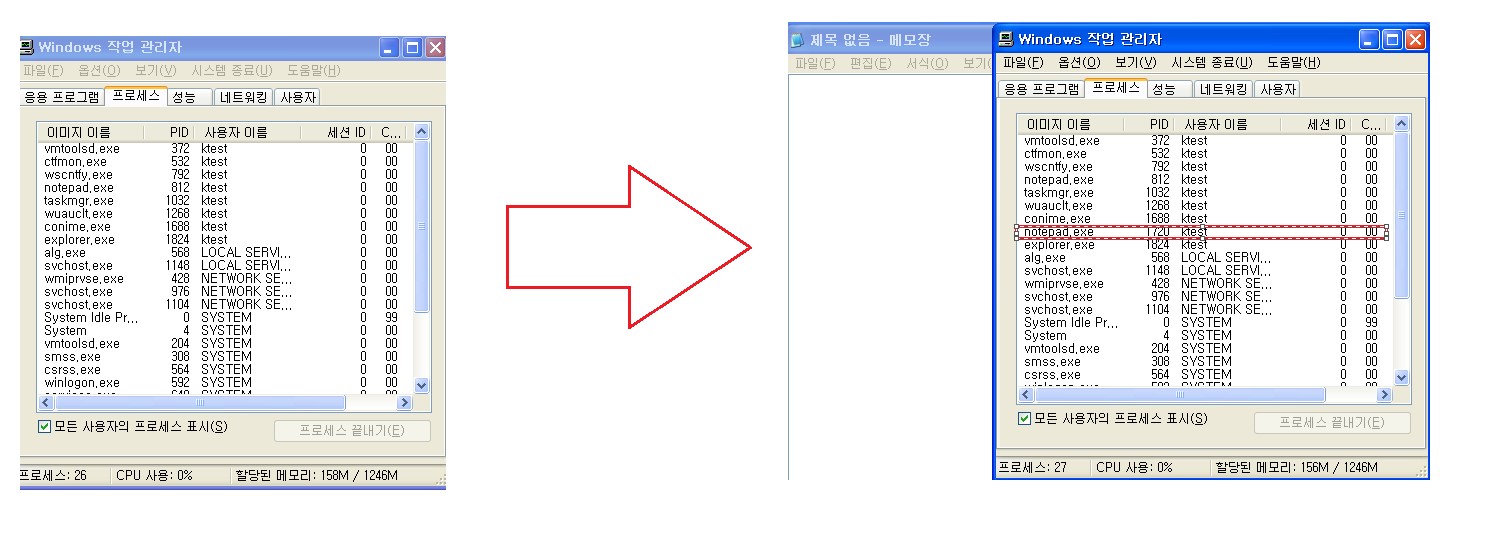 Windows 작업 관리자
파일(F) 옵션(O) 보기(V) 시스템 종료(U) 도움말(H)
응용 프로그램 프로세스 성능 네트워킹 사용자
이미지 이름 PID 사용자 이름 세션 ID C...
vmtoolsd.exe 372 ktest 0 00
ctfmon.exe 532 ktest 0 00
wscntfy.exe 792 ktest 0 00
notepad.exe 812 ktest 0 00
taskmgr.exe 1032 ktest 0 00
wuauclt.exe 1268 ktest 0 00
conime.exe 1688 ktest 0 00
explorer.exe 1824 ktest 0 00
alg.exe 568 LOCAL SERVI... 0 00
svchost.exe 1148 LOCAL SERVI... 0 00
wmiprvse.exe 428 NETWORK SE... 0 00
svchost.exe 976 NETWORK SE... 0 00
svchost.exe 1104 NETWORK SE... 0 00
System Idle Pr... 0 SYSTEM 0 99
System 4 SYSTEM 0 00
vmtoolsd.exe 204 SYSTEM 0 00
smss.exe 308 SYSTEM 0 00
csrss.exe 564 SYSTEM 0 00
winlogon.exe 592 SYSTEM 0 00
모든 사용자의 프로세스 표시(S) 프로세스 끝내기(E)
프로세스: 26 CPU 사용: 0% 할당된 메모리: 158M / 1246M
제목 없음 - 메모장
파일(F) 편집(E) 서식(O) 보기(
Windows 작업 관리자
파일(F) 옵션(O) 보기(V) 시스템 종료(U) 도움말(H)
응용 프로그램 프로세스 성능 네트워킹 사용자
이미지 이름 PID 사용자 이름 세션 ID C...
vmtoolsd.exe 372 ktest 0 00
ctfmon.exe 532 ktest 0 00
wscntfy.exe 792 ktest 0 00
notepad.exe 812 ktest 0 00
taskmgr.exe 1032 ktest 0 00
wuauclt.exe 1268 ktest 0 00
conime.exe 1688 ktest 0 00
notepad.exe 1720 ktest 0 00
explorer.exe 1824 ktest 0 00
alg.exe 568 LOCAL SERVI... 0 00
svchost.exe 1148 LOCAL SERVI... 0 00
wmiprvse.exe 428 NETWORK SE... 0 00
svchost.exe 976 NETWORK SE... 0 00
svchost.exe 1104 NETWORK SE... 0 00
System Idle Pr... 0 SYSTEM 0 99
System 4 SYSTEM 0 00
vmtoolsd.exe 204 SYSTEM 0 00
smss.exe 308 SYSTEM 0 00
csrss.exe 564 SYSTEM 0 00
모든 사용자의 프로세스 표시(S) 프로세스 끝내기(E)
프로세스: 27 CPU 사용: 0% 할당된 메모리: 156M / 1246M